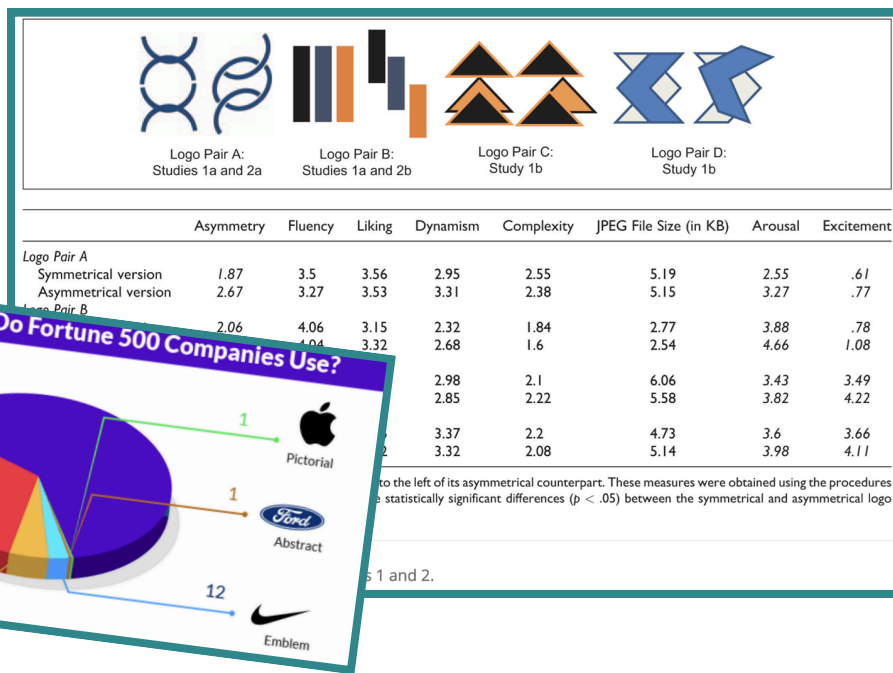 Logo Pair A:
Studies 1a and 2a
Logo Pair B:
Studies 1a and 2b
Logo Pair C:
Study 1b
Logo Pair D:
Study 1b
Asymmetry Fluency Liking Dynamism Complexity JPEG File Size (in KB) Arousal Excitement
Logo Pair A
Symmetrical version 1.87 3.5 3.56 2.95 2.55 5.19 2.55 .61
Asymmetrical version 2.67 3.27 3.53 3.31 2.38 5.15 3.27 .77
Logo Pair B
2.06 4.06 3.15 2.32 1.84 2.77 3.88 .78
4.04 3.32 2.68 1.6 2.54 4.66 1.08
2.98 2.1 6.06 3.43 3.49
2.85 2.22 5.58 3.82 4.22
3.37 2.2 4.73 3.6 3.66
2 3.32 2.08 5.14 3.98 4.11
to the left of its asymmetrical counterpart. These measures were obtained using the procedures
statistically significant differences (p < .05) between the symmetrical and asymmetrical logo
s 1 and 2.
Do Fortune 500 Companies Use?
1
Pictorial
1
Ford
Abstract
12
Emblem